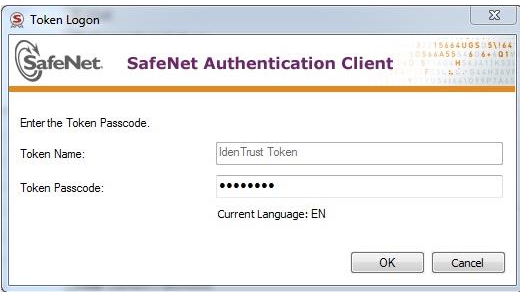 Token Logon
SafeNet. SafeNet Authentication Client
Enter the Token Passcode.
Token Name: IdenTrust Token
Token Passcode: ••••••••
Current Language: EN
OK Cancel